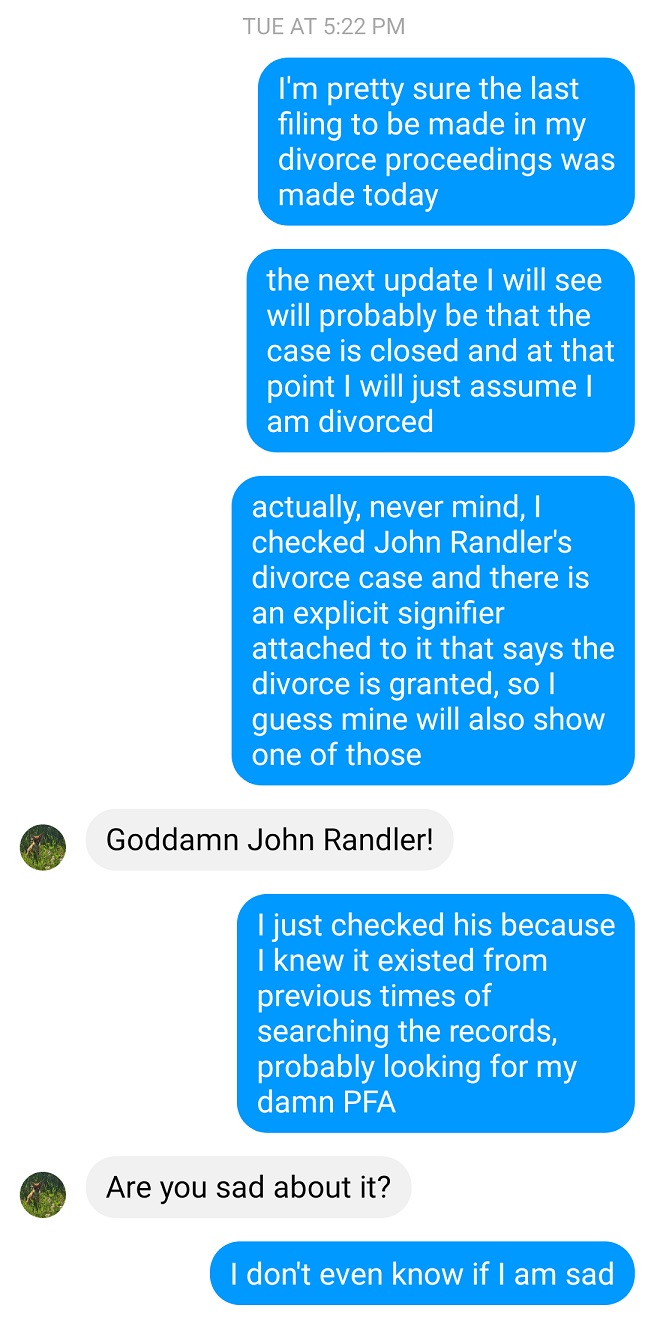 TUE AT 5:22 PM
I'm pretty sure the last
filing to be made in my
divorce proceedings was
made today
the next update I will see
will probably be that the
case is closed and at that
point I will just assume I
am divorced
actually, never mind, I
checked John Randler's
divorce case and there is
an explicit signifier
attached to it that says the
divorce is granted, so I
guess mine will also show
one of those
Goddamn John Randler!
I just checked his because
I knew it existed from
previous times of
searching the records,
probably looking for my
damn PFA
Are you sad about it?
I don't even know if I am sad